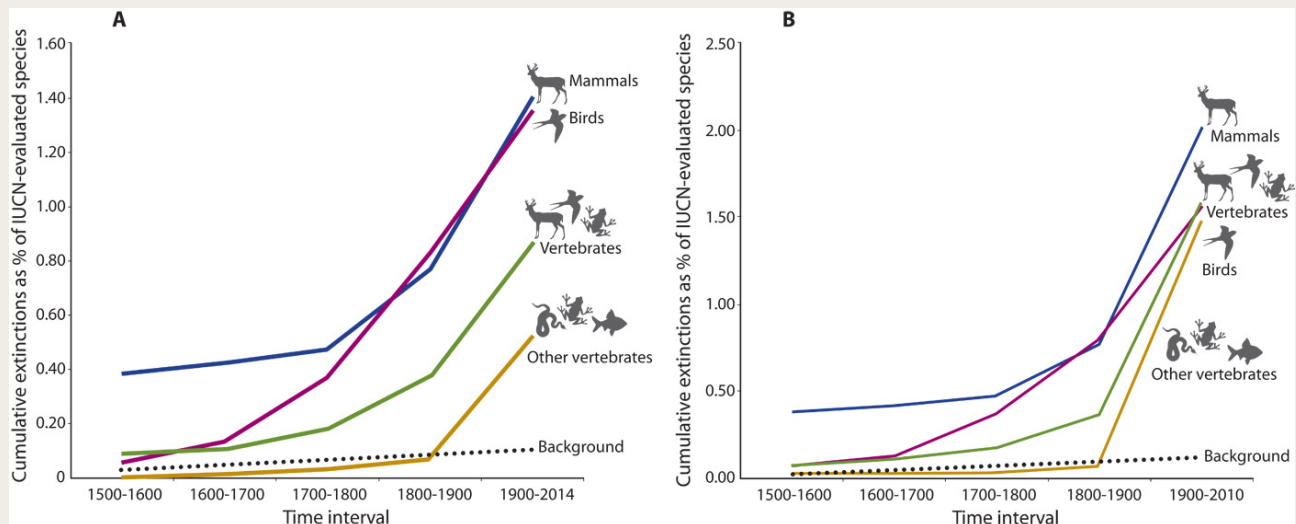 A
Cumulative extinctions as % of IUCN-evaluated species
1.60
1.40
1.20
1.00
0.80
0.60
0.40
0.20
0
Mammals
Birds
Vertebrates
Other vertebrates
Background
1500-1600
1600-1700
1700-1800
1800-1900
1900-2014
Time interval
B
Cumulative extinctions as % of IUCN-evaluated species
2.50
2.00
1.50
1.00
0.50
0.00
Mammals
Vertebrates
Birds
Other vertebrates
Background
1500-1600
1600-1700
1700-1800
1800-1900
1900-2010
Time interval